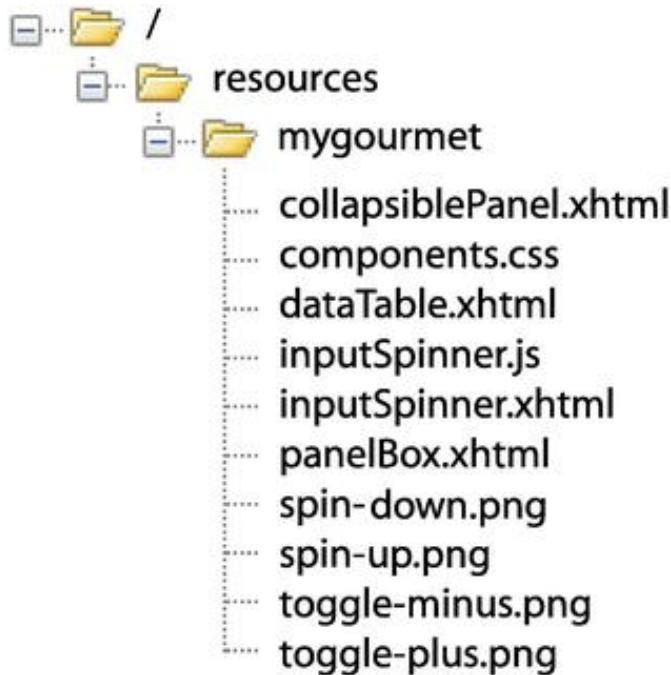 /
resources
mygourmet
collapsiblePanel.xhtml
components.css
dataTable.xhtml
inputSpinner.js
inputSpinner.xhtml
panelBox.xhtml
spin-down.png
spin-up.png
toggle-minus.png
toggle-plus.png